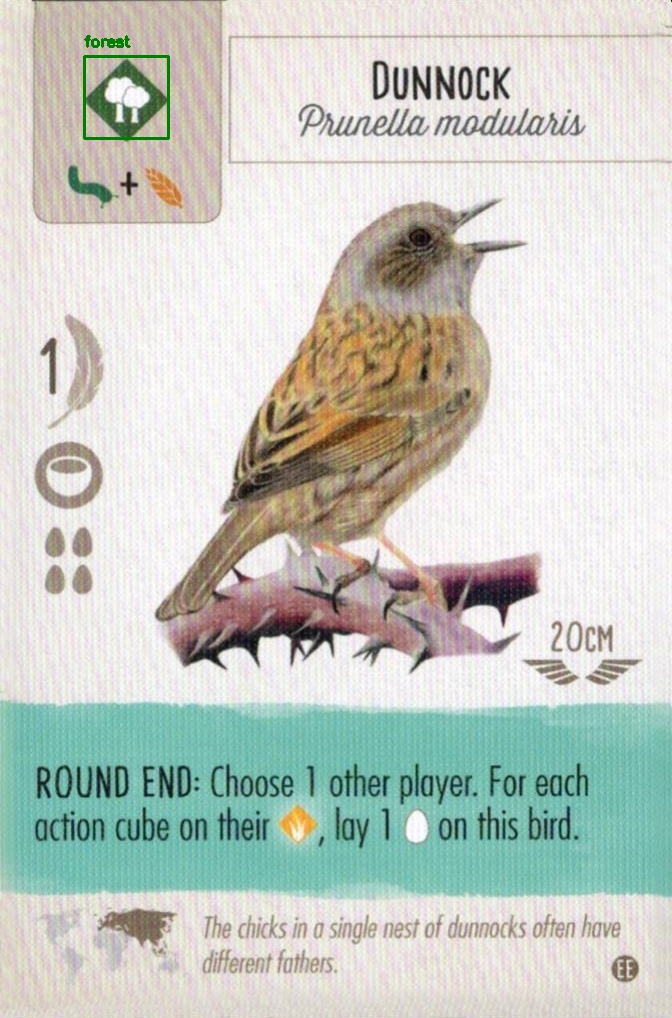 forest
DUNNOCK
Prunella modularis
+
1
20CM
ROUND END: Choose 1 other player. For each
action cube on their , lay 1 on this bird.
The chicks in a single nest of dunnocks often have
different fathers.
EE